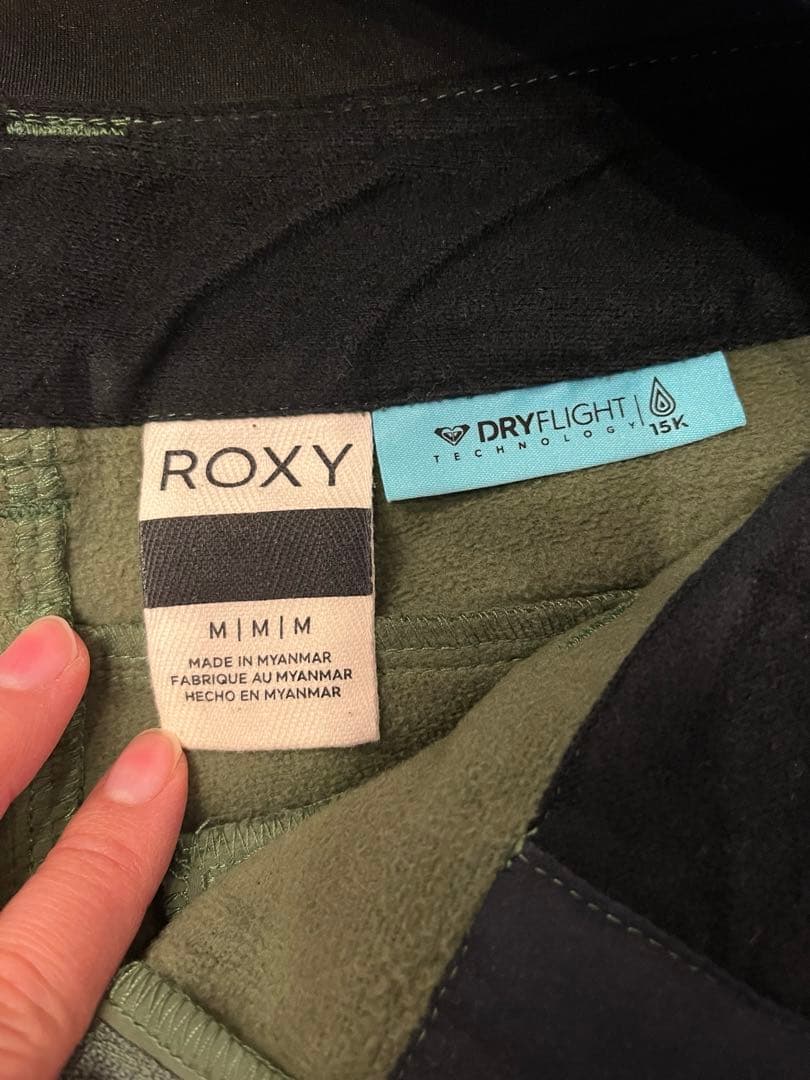 ROXY
M|M|M
MADE IN MYANMAR
FABRIQUE AU MYANMAR
HECHO EN MYANMAR
DRYFLIGHT | 15K
TECHNOLOGY